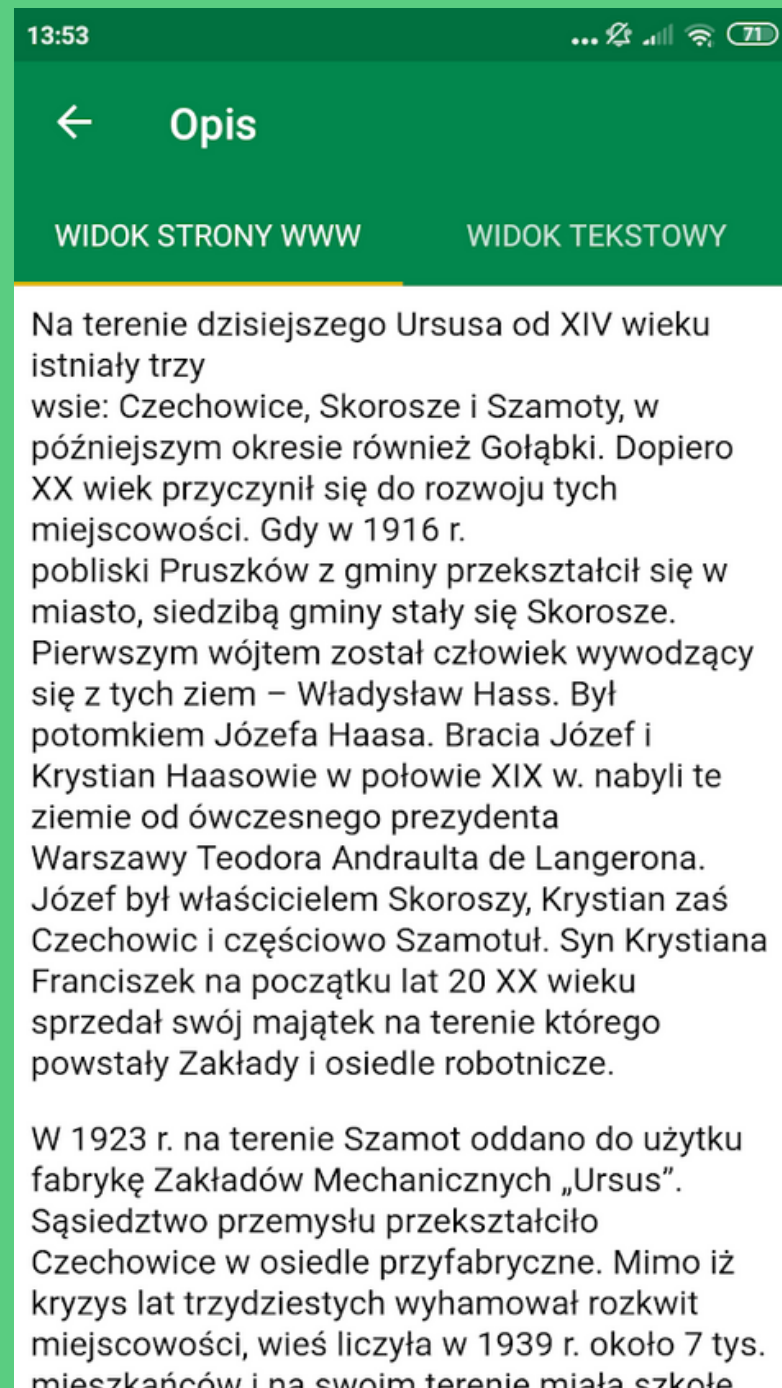 13:53
... 71
Opis
WIDOK STRONY WWW WIDOK TEKSTOWY
Na terenie dzisiejszego Ursusa od XIV wieku
istniały trzy
wsie: Czechowice, Skorosze i Szamoty, w
późniejszym okresie również Gołąbki. Dopiero
XX wiek przyczynił się do rozwoju tych
miejscowości. Gdy w 1916 r.
pobliski Pruszków z gminy przekształcił się w
miasto, siedzibą gminy stały się Skorosze.
Pierwszym wójtem został człowiek wywodzący
się z tych ziem – Władysław Hass. Był
potomkiem Józefa Haasa. Bracia Józef i
Krystian Haasowie w połowie XIX w. nabyli te
ziemie od ówczesnego prezydenta
Warszawy Teodora Andraulta de Langerona.
Józef był właścicielem Skoroszy, Krystian zaś
Czechowic i częściowo Szamotuł. Syn Krystiana
Franciszek na początku lat 20 XX wieku
sprzedał swój majątek na terenie którego
powstały Zakłady i osiedle robotnicze.
W 1923 r. na terenie Szamot oddano do użytku
fabrykę Zakładów Mechanicznych „Ursus”.
Sąsiedztwo przemysłu przekształciło
Czechowice w osiedle przyfabryczne. Mimo iż
kryzys lat trzydziestych wyhamował rozkwit
miejscowości, wieś liczyła w 1939 r. około 7 tys.
mieszkańców i na swoim terenie miała szkołę